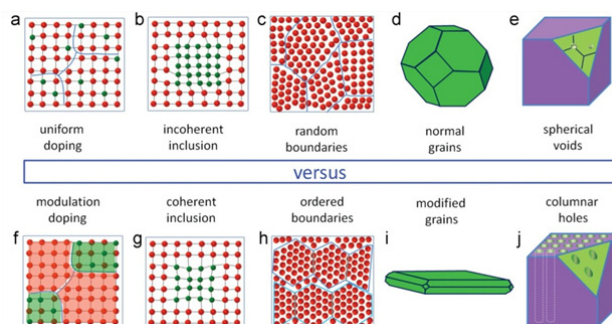 a
b
c
d
e
uniform
doping
incoherent
inclusion
random
boundaries
normal
grains
spherical
voids
versus
modulation
doping
coherent
inclusion
ordered
boundaries
modified
grains
columnar
holes
f
g
h
i
j